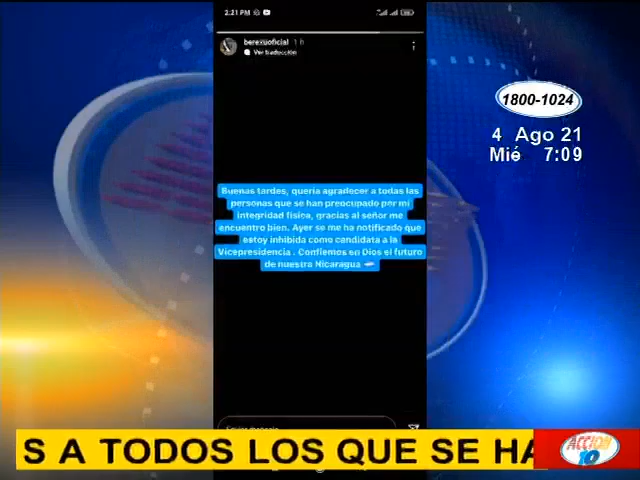 2:21 PM
berexuoficial 1 h
Ver traducción
1800-1024
4 Ago 21
Mié 7:09
Buenas tardes, quería agradecer a todas las
personas que se han preocupado por mi
integridad física, gracias al señor me
encuentro bien. Ayer se me ha notificado que
estoy inhibida como candidata a la
Vicepresidencia . Confiemos en Dios el futuro
de nuestra Nicaragua
S A TODOS LOS QUE SE HA
ACCION
10